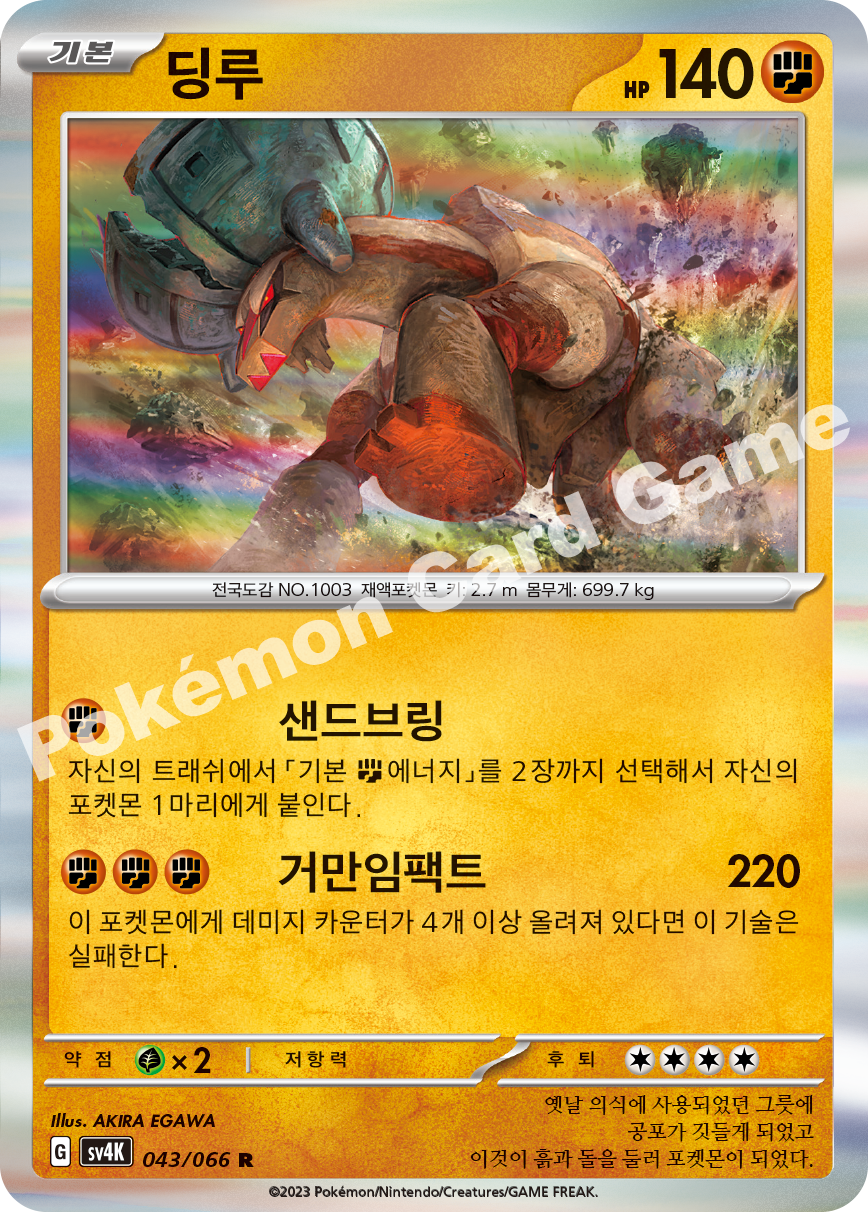 기본
딩루
HP 140
전국도감 NO.1003 재액포켓몬 키: 2.7 m 몸무게: 699.7 kg
샌드브링
자신의 트래쉬에서 「기본 에너지」를 2장까지 선택해서 자신의
포켓몬 1마리에게 붙인다.
거만임팩트 220
이 포켓몬에게 데미지 카운터가 4개 이상 올려져 있다면 이 기술은
실패한다.
약점 ×2 저항력 후퇴
Illus. AKIRA EGAWA
옛날 의식에 사용되었던 그릇에
공포가 깃들게 되었고
이것이 흙과 돌을 둘러 포켓몬이 되었다.
G sv4K 043/066 R
©2023 Pokémon/Nintendo/Creatures/GAME FREAK.
Pokémon Card Game